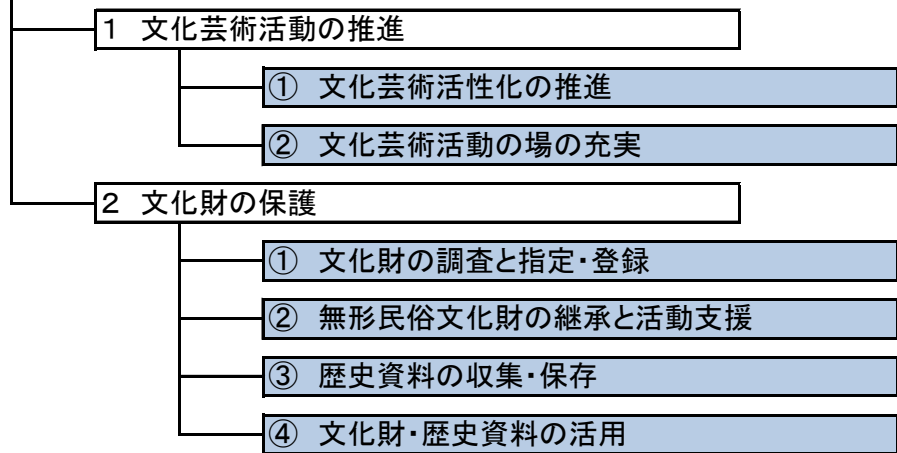 1 文化芸術活動の推進
① 文化芸術活性化の推進
② 文化芸術活動の場の充実
2 文化財の保護
① 文化財の調査と指定・登録
② 無形民俗文化財の継承と活動支援
③ 歴史資料の収集・保存
④ 文化財・歴史資料の活用